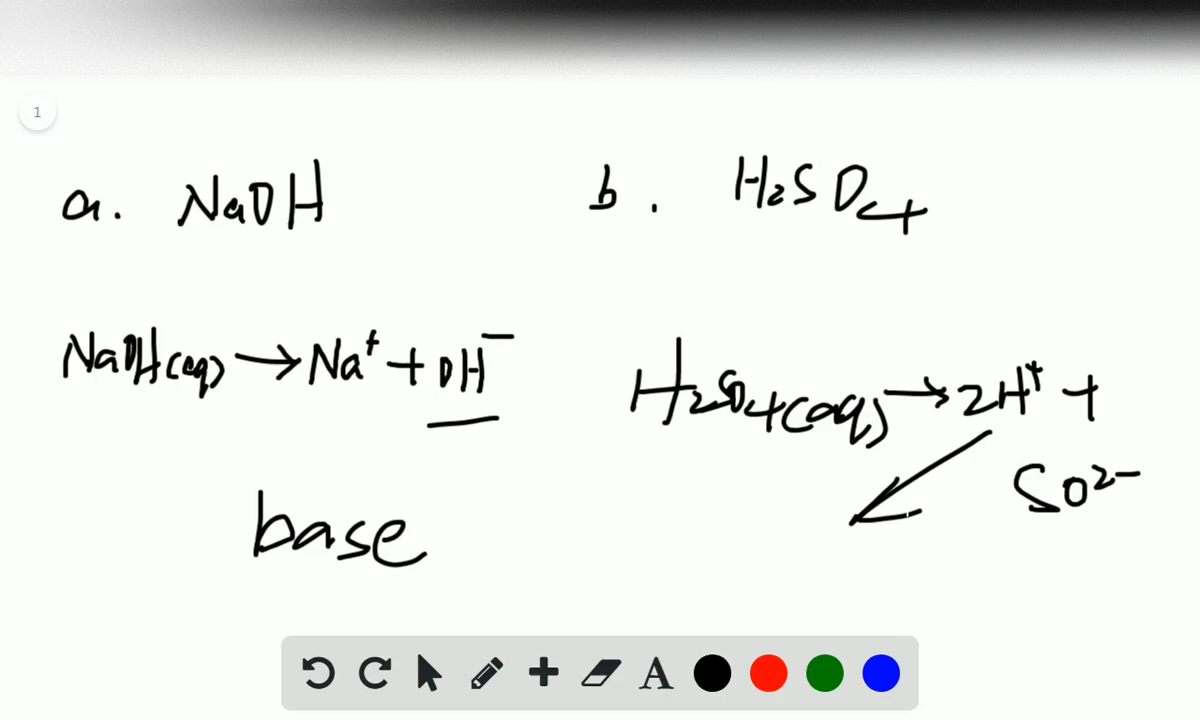 1
a. NaOH
b. H₂SO₄
NaOH(aq) → Na⁺ + OH⁻
H₂SO₄(aq) → 2H⁺ +
SO²⁻
base
A